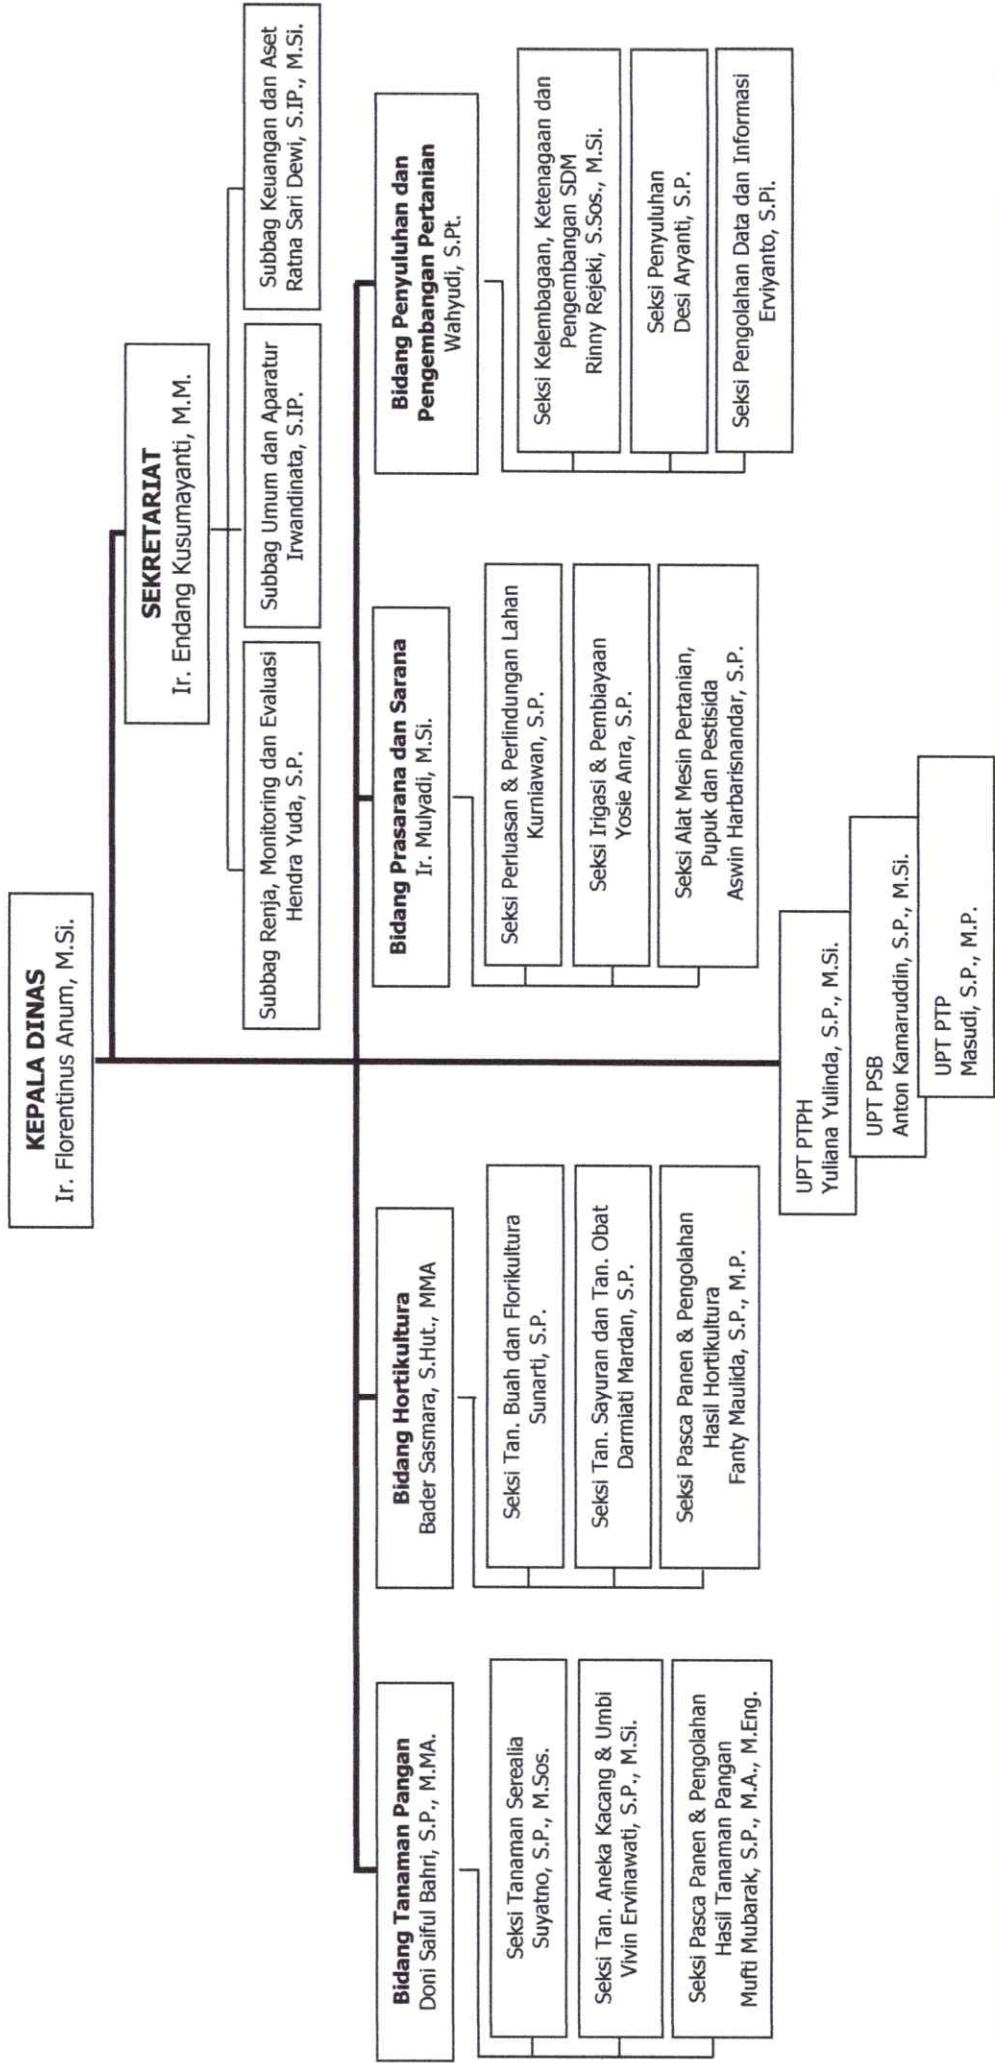 KEPALA DINAS
Ir. Florentinus Anum, M.Si.
SEKRETARIAT
Ir. Endang Kusumayanti, M.M.
Subbag Renja, Monitoring dan Evaluasi
Hendra Yuda, S.P.
Subbag Umum dan Aparatur
Irwandinata, S.IP.
Subbag Keuangan dan Aset
Ratna Sari Dewi, S.IP., M.Si.
Bidang Tanaman Pangan
Doni Saiful Bahri, S.P., M.MA.
Seksi Tanaman Serealia
Suyatno, S.P., M.Sos.
Seksi Tan. Aneka Kacang & Umbi
Vivin Ervinawati, S.P., M.Si.
Seksi Pasca Panen & Pengolahan
Hasil Tanaman Pangan
Mufti Mubarak, S.P., M.A., M.Eng.
Bidang Hortikultura
Bader Sasmara, S.Hut., MMA
Seksi Tan. Buah dan Florikultura
Sunarti, S.P.
Seksi Tan. Sayuran dan Tan. Obat
Darmiati Mardan, S.P.
Seksi Pasca Panen & Pengolahan
Hasil Hortikultura
Fanty Maulida, S.P., M.P.
Bidang Prasarana dan Sarana
Ir. Mulyadi, M.Si.
Seksi Perluasan & Perlindungan Lahan
Kurniawan, S.P.
Seksi Irigasi & Pembiayaan
Yosie Anra, S.P.
Seksi Alat Mesin Pertanian,
Pupuk dan Pestisida
Aswin Harbarisnandar, S.P.
Bidang Penyuluhan dan
Pengembangan Pertanian
Wahyudi, S.Pt.
Seksi Kelembagaan, Ketenagaan dan
Pengembangan SDM
Rinny Rejeki, S.Sos., M.Si.
Seksi Penyuluhan
Desi Aryanti, S.P.
Seksi Pengolahan Data dan Informasi
Erviyanto, S.Pi.
UPT PTPH
Yuliana Yulinda, S.P., M.Si.
UPT PSB
Anton Kamaruddin, S.P., M.Si.
UPT PTP
Masudi, S.P., M.P.